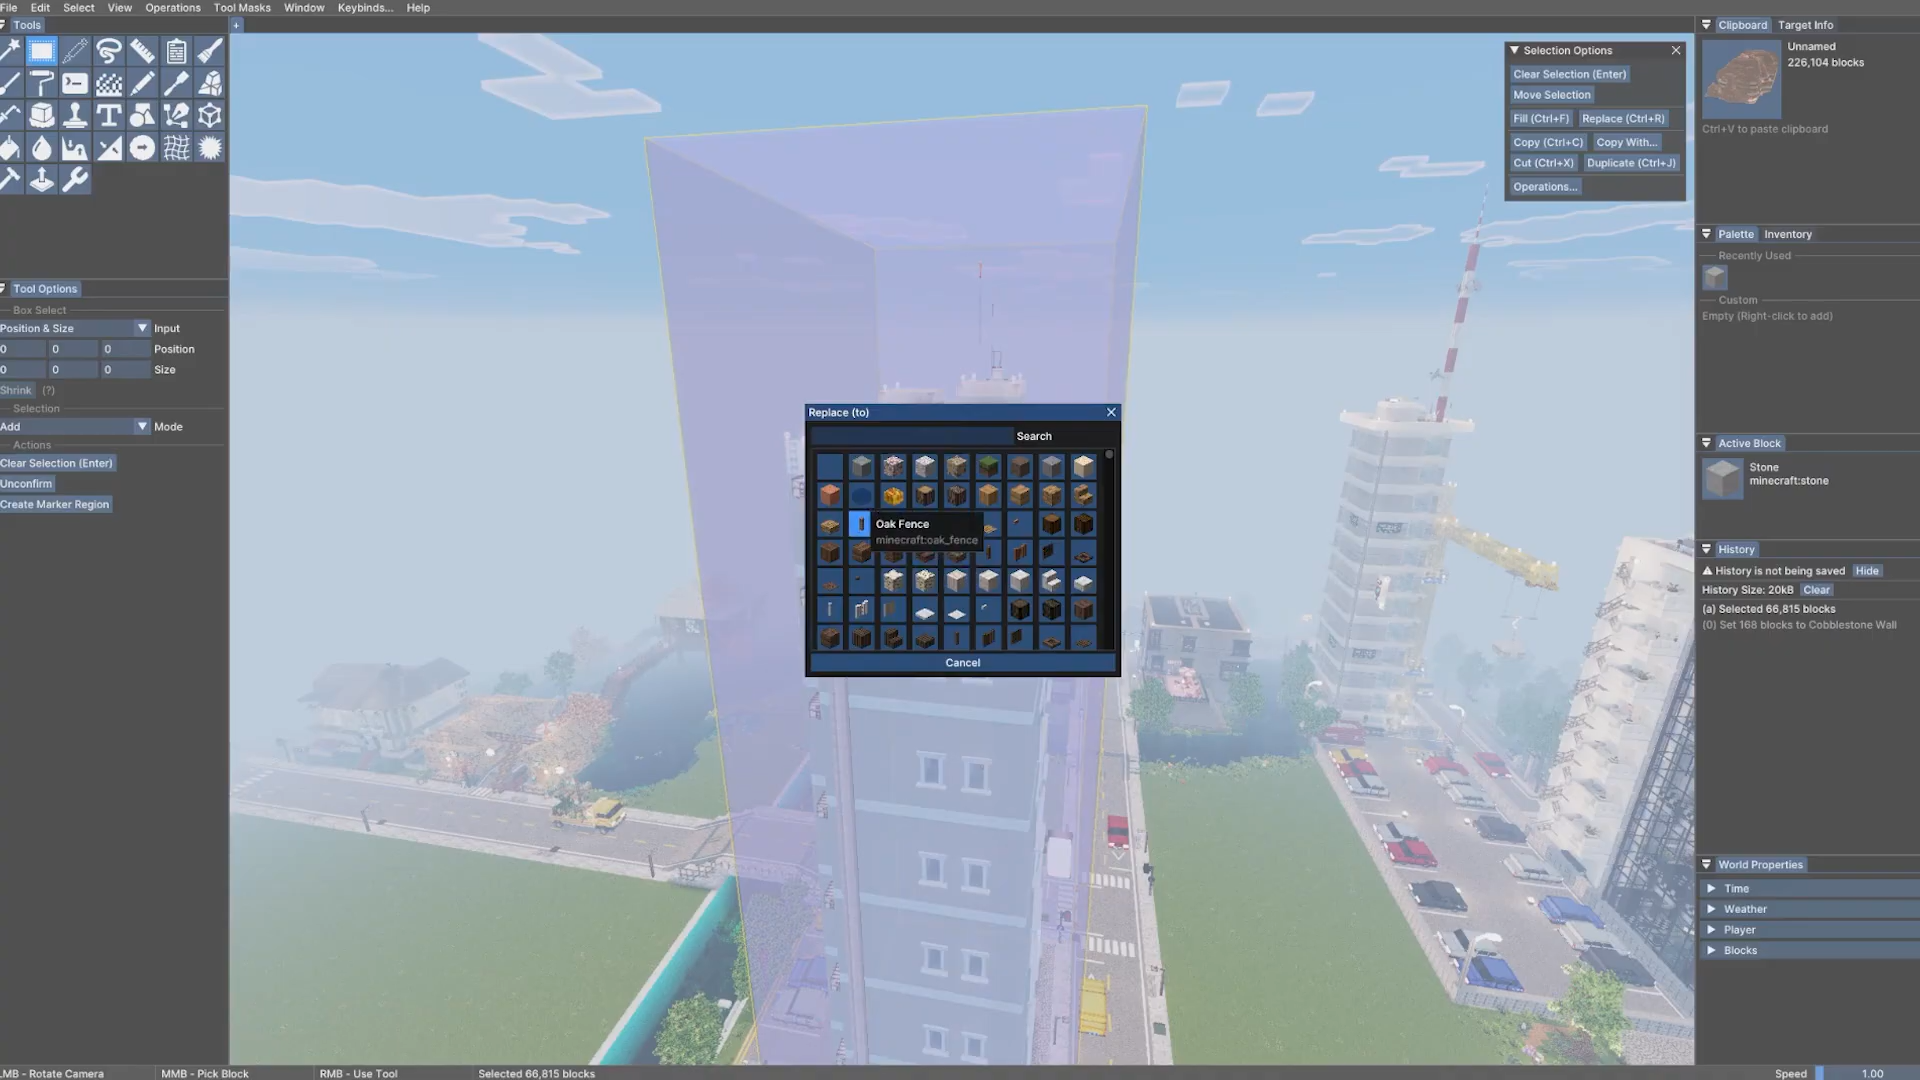 File Edit Select View Operations Tool Masks Window Keybinds... Help
Tools
+
Tool Options
Box Select
Position & Size Input
0 0 0 Position
0 0 0 Size
Shrink (?)
Selection
Add Mode
Actions
Clear Selection (Enter)
Unconfirm
Create Marker Region
Selection Options
Clear Selection (Enter)
Move Selection
Fill (Ctrl+F) Replace (Ctrl+R)
Copy (Ctrl+C) Copy With...
Cut (Ctrl+X) Duplicate (Ctrl+J)
Operations...
Replace (to)
Search
Oak Fence
minecraft:oak_fence
Cancel
Clipboard Target Info
Unnamed
226,104 blocks
Ctrl+V to paste clipboard
Palette Inventory
Recently Used
Custom
Empty (Right-click to add)
Active Block
Stone
minecraft:stone
History
History is not being saved Hide
History Size: 20kB Clear
(a) Selected 66,815 blocks
(0) Set 168 blocks to Cobblestone Wall
World Properties
Time
Weather
Player
Blocks
LMB - Rotate Camera MMB - Pick Block RMB - Use Tool Selected 66,815 blocks Speed 1.00